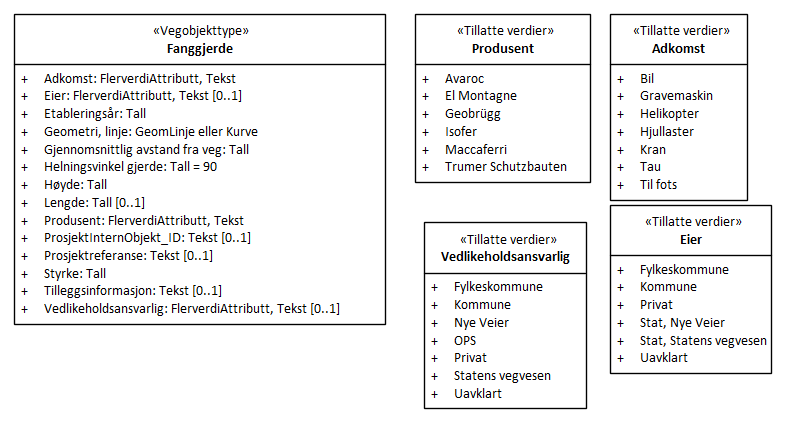 «Vegobjekttype»
Fanggjerde
+ Adkomst: FlerverdiAttributt, Tekst
+ Eier: FlerverdiAttributt, Tekst [0..1]
+ Etableringsår: Tall
+ Geometri, linje: GeomLinje eller Kurve
+ Gjennomsnittlig avstand fra veg: Tall
+ Helningsvinkel gjerde: Tall = 90
+ Høyde: Tall
+ Lengde: Tall [0..1]
+ Produsent: FlerverdiAttributt, Tekst
+ ProsjektInternObjekt_ID: Tekst [0..1]
+ Prosjektreferanse: Tekst [0..1]
+ Styrke: Tall
+ Tilleggsinformasjon: Tekst [0..1]
+ Vedlikeholdsansvarlig: FlerverdiAttributt, Tekst [0..1]
«Tillatte verdier»
Produsent
+ Avaroc
+ El Montagne
+ Geobrügg
+ Isofer
+ Maccaferri
+ Trumer Schutzbauten
«Tillatte verdier»
Adkomst
+ Bil
+ Gravemaskin
+ Helikopter
+ Hjullaster
+ Kran
+ Tau
+ Til fots
«Tillatte verdier»
Vedlikeholdsansvarlig
+ Fylkeskommune
+ Kommune
+ Nye Veier
+ OPS
+ Privat
+ Statens vegvesen
+ Uavklart
«Tillatte verdier»
Eier
+ Fylkeskommune
+ Kommune
+ Privat
+ Stat, Nye Veier
+ Stat, Statens vegvesen
+ Uavklart